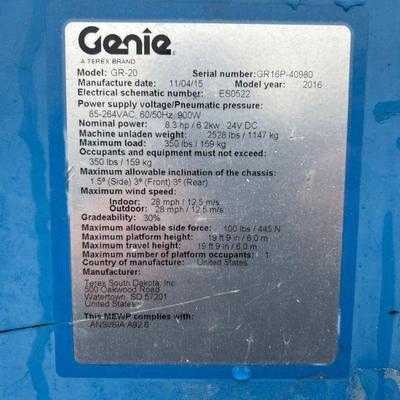 Genie
A TEREX BRAND
Model: GR-20 Serial number: GR16P-40980
Manufacture date: 11/04/15 Model year: 2016
Electrical schematic number: ES0522
Power supply voltage/Pneumatic pressure:
85-264VAC, 60/50Hz, 900W
Nominal power: 8.3 hp / 6.2kw 24V DC
Machine unladen weight: 2528 lbs / 1147 kg
Maximum load: 350 lbs / 159 kg
Occupants and equipment must not exceed:
350 lbs / 159 kg
Maximum allowable inclination of the chassis:
1.5° (Side) 3° (Front) 3° (Rear)
Maximum wind speed:
Indoor: 28 mph / 12.5 m/s
Outdoor: 28 mph / 12.5 m/s
Gradeability: 30%
Maximum allowable side force: 100 lbs / 445 N
Maximum platform height: 19 ft 9 in / 6.0 m
Maximum travel height: 19 ft 9 in / 6.0 m
Maximum number of platform occupants: 1
Country of manufacture: United States
Manufacturer:
Terex South Dakota, Inc
500 Oakwood Road
Watertown, SD 57201
United States
This MEWP complies with:
ANSI/SIA A92.6